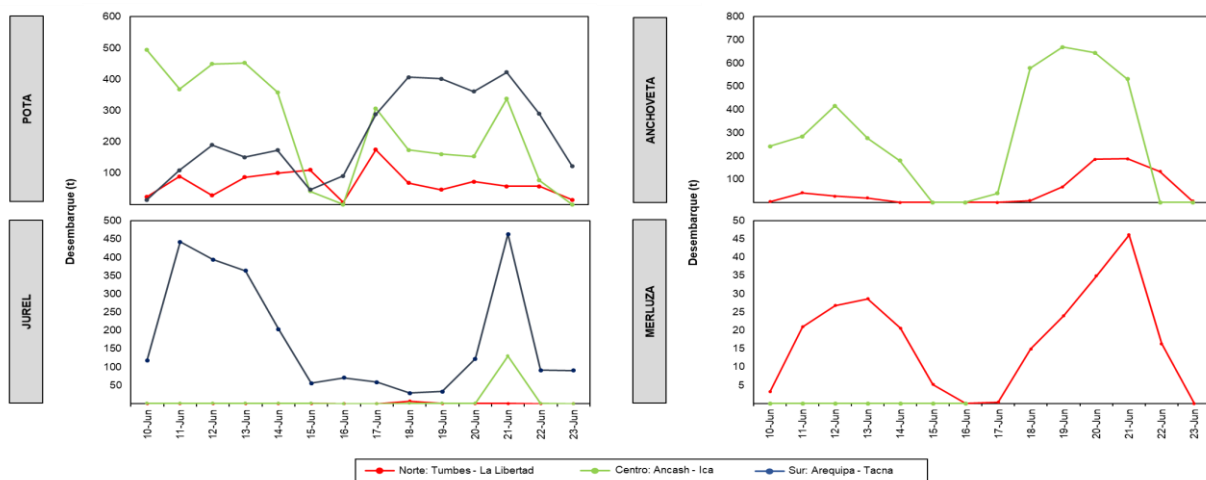 POTA
Desembarque (t)
600
500
400
300
200
100
JUREL
500
450
400
350
300
250
200
150
100
50
10-Jun
11-Jun
12-Jun
13-Jun
14-Jun
15-Jun
16-Jun
17-Jun
18-Jun
19-Jun
20-Jun
21-Jun
22-Jun
23-Jun
ANCHOVETA
Desembarque (t)
800
700
600
500
400
300
200
100
MERLUZA
50
45
40
35
30
25
20
15
10
5
10-Jun
11-Jun
12-Jun
13-Jun
14-Jun
15-Jun
16-Jun
17-Jun
18-Jun
19-Jun
20-Jun
21-Jun
22-Jun
23-Jun
Norte: Tumbes - La Libertad Centro: Ancash - Ica Sur: Arequipa - Tacna